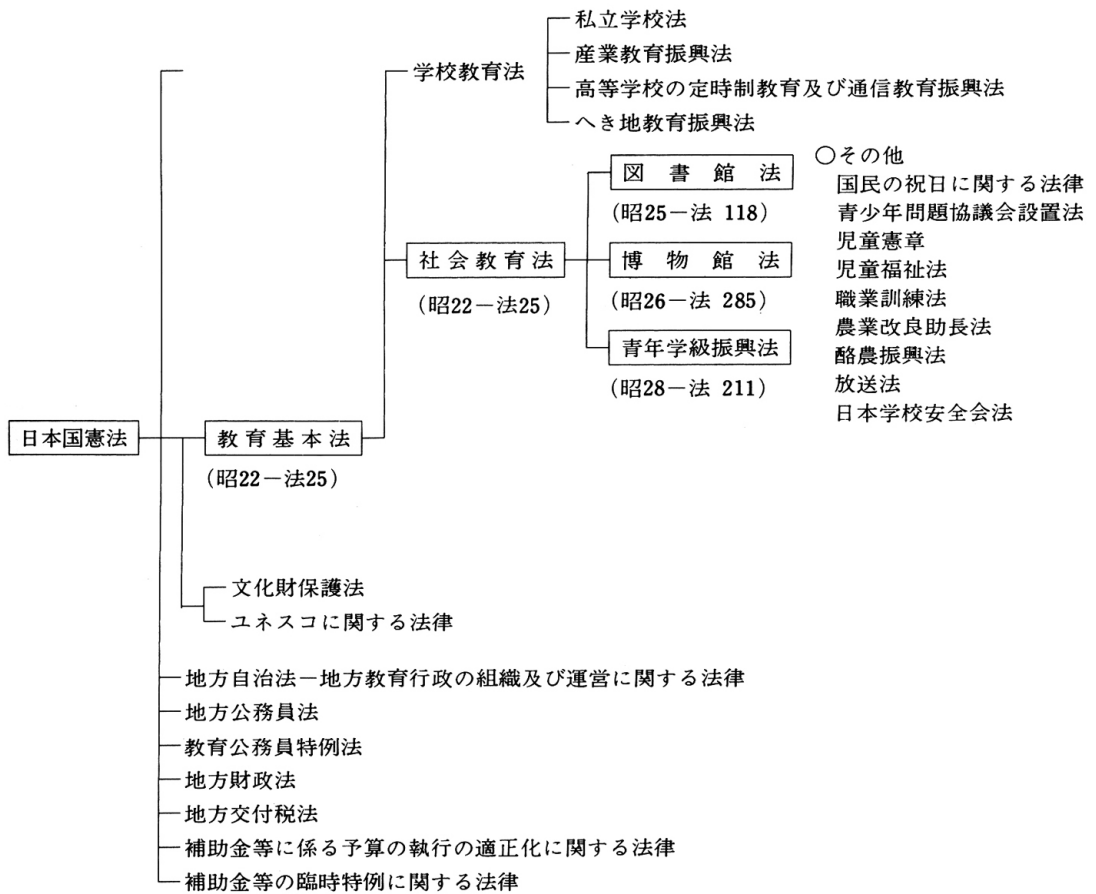 私立学校法
産業教育振興法
学校教育法
高等学校の定時制教育及び通信教育振興法
へき地教育振興法
図書館法
(昭25－法 118)
社会教育法
(昭22－法25)
博物館法
(昭26－法 285)
青年学級振興法
(昭28－法 211)
○その他
国民の祝日に関する法律
青少年問題協議会設置法
児童憲章
児童福祉法
職業訓練法
農業改良助長法
酪農振興法
放送法
日本学校安全会法
日本国憲法
教育基本法
(昭22－法25)
文化財保護法
ユネスコに関する法律
地方自治法－地方教育行政の組織及び運営に関する法律
地方公務員法
教育公務員特例法
地方財政法
地方交付税法
補助金等に係る予算の執行の適正化に関する法律
補助金等の臨時特例に関する法律